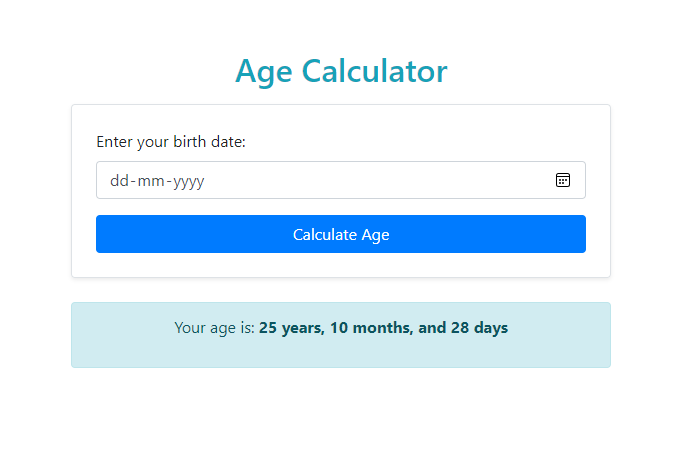 Age Calculator
Enter your birth date:
dd-mm-yyyy
Calculate Age
Your age is: 25 years, 10 months, and 28 days